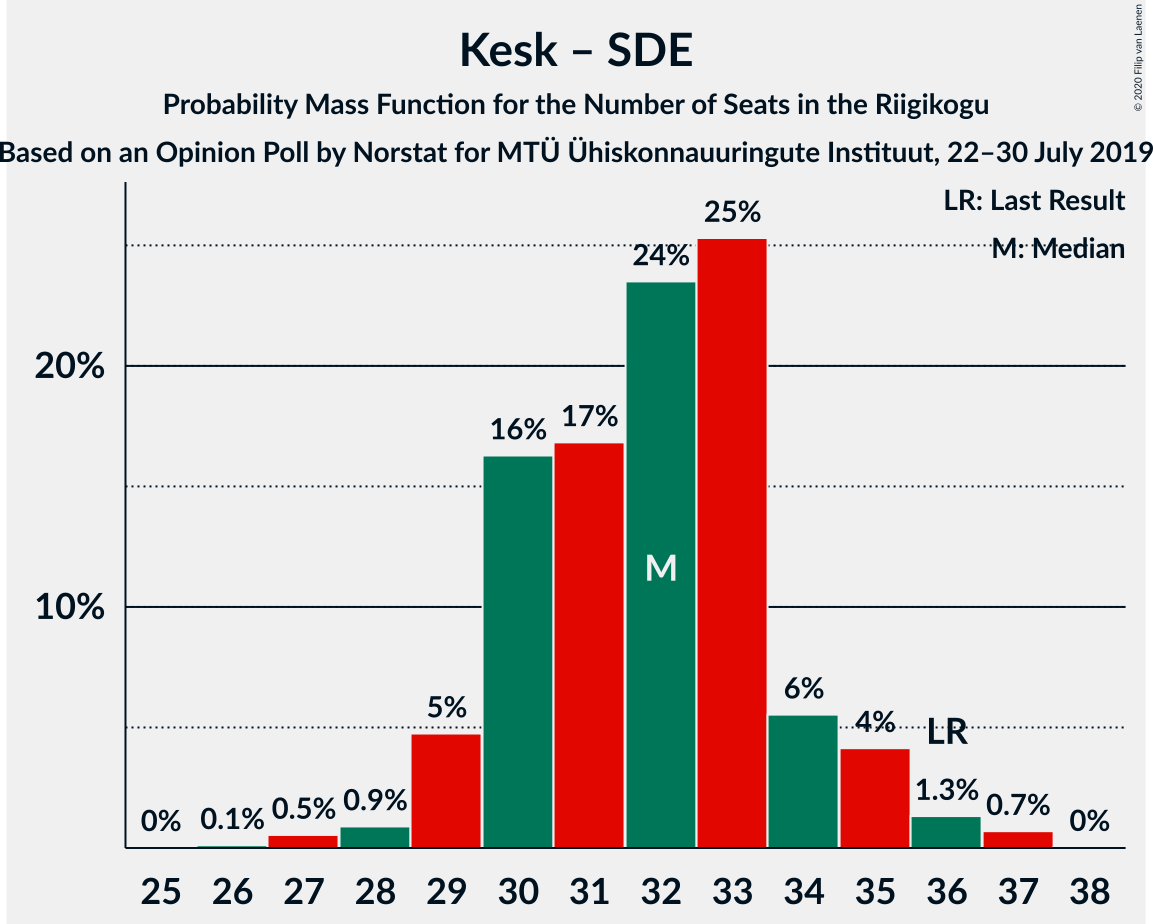 Kesk – SDE
Probability Mass Function for the Number of Seats in the Riigikogu
Based on an Opinion Poll by Norstat for MTÜ Ühiskonnauuringute Instituut, 22–30 July 2019
© 2020 Filip van Laenen
LR: Last Result
M: Median
25%
24%
20%
17%
16%
M
10%
6%
5%
4%
LR
1.3%
0.9%
0.7%
0.5%
0.1%
0%
0%
25 26 27 28 29 30 31 32 33 34 35 36 37 38